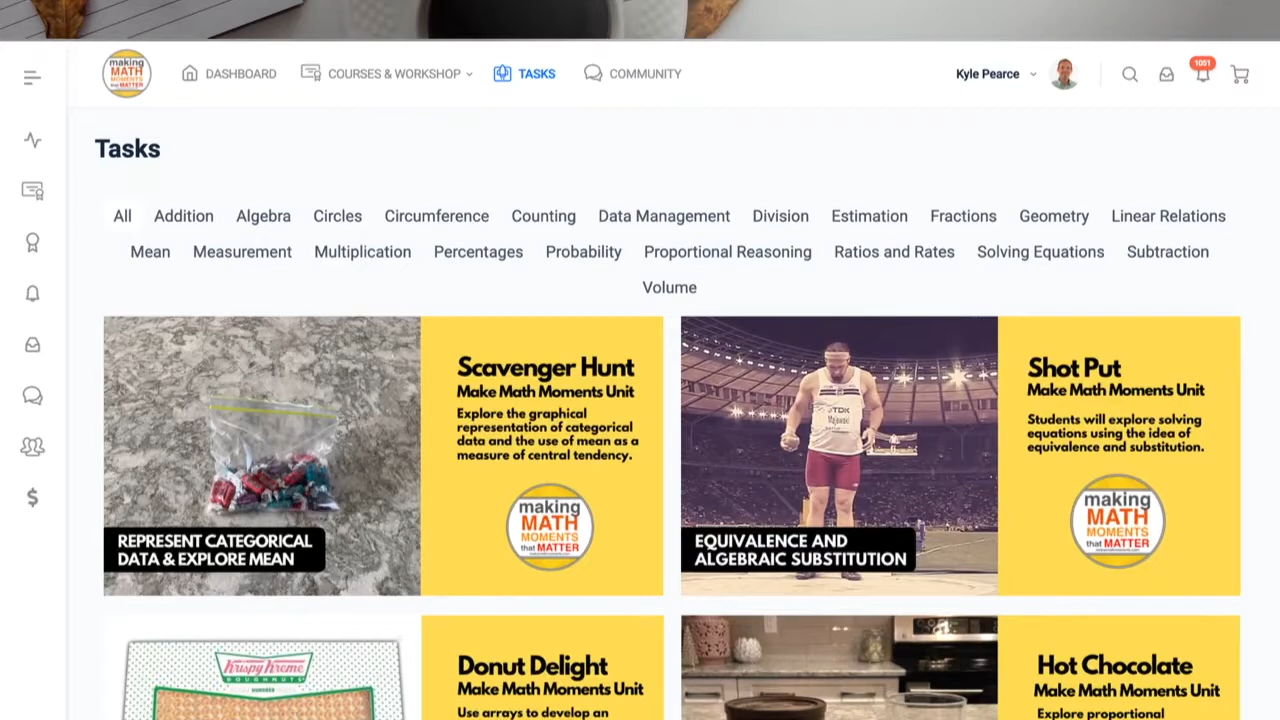 making
MATH
MOMENTS
that MATTER
DASHBOARD
COURSES & WORKSHOP
TASKS
COMMUNITY
Kyle Pearce
1051
Tasks
All Addition Algebra Circles Circumference Counting Data Management Division Estimation Fractions Geometry Linear Relations
Mean Measurement Multiplication Percentages Probability Proportional Reasoning Ratios and Rates Solving Equations Subtraction
Volume
Scavenger Hunt
Make Math Moments Unit
Explore the graphical
representation of categorical
data and the use of mean as a
measure of central tendency.
making
MATH
MOMENTS
that MATTER
REPRESENT CATEGORICAL
DATA & EXPLORE MEAN
TDK
Majewski
Shot Put
Make Math Moments Unit
Students will explore solving
equations using the idea of
equivalence and substitution.
making
MATH
MOMENTS
that MATTER
EQUIVALENCE AND
ALGEBRAIC SUBSTITUTION
Krispy Kreme
DOUGHNUTS
Donut Delight
Make Math Moments Unit
Use arrays to develop an
Hot Chocolate
Make Math Moments Unit
Explore proportional